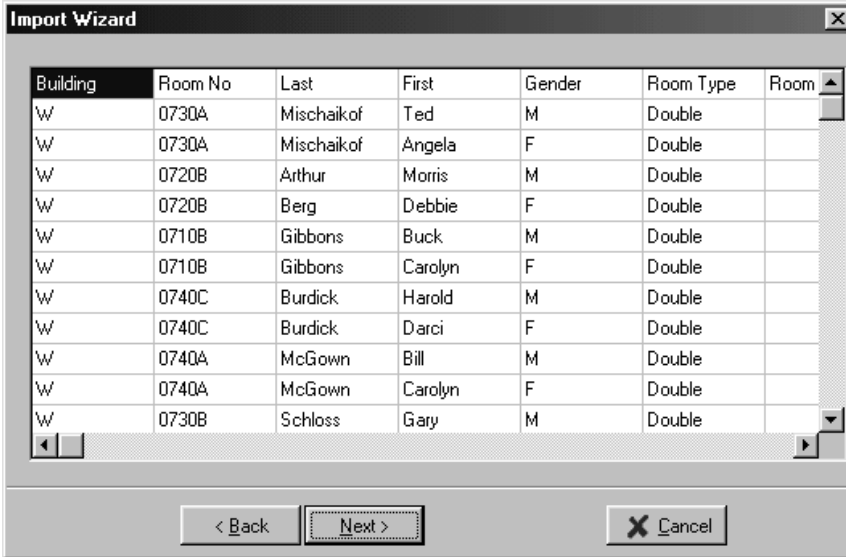 Import Wizard
Building Room No Last First Gender Room Type Room
W 0730A Mischaikof Ted M Double
W 0730A Mischaikof Angela F Double
W 0720B Arthur Morris M Double
W 0720B Berg Debbie F Double
W 0710B Gibbons Buck M Double
W 0710B Gibbons Carolyn F Double
W 0740C Burdick Harold M Double
W 0740C Burdick Darci F Double
W 0740A McGown Bill M Double
W 0740A McGown Carolyn F Double
W 0730B Schloss Gary M Double
< Back Next > Cancel